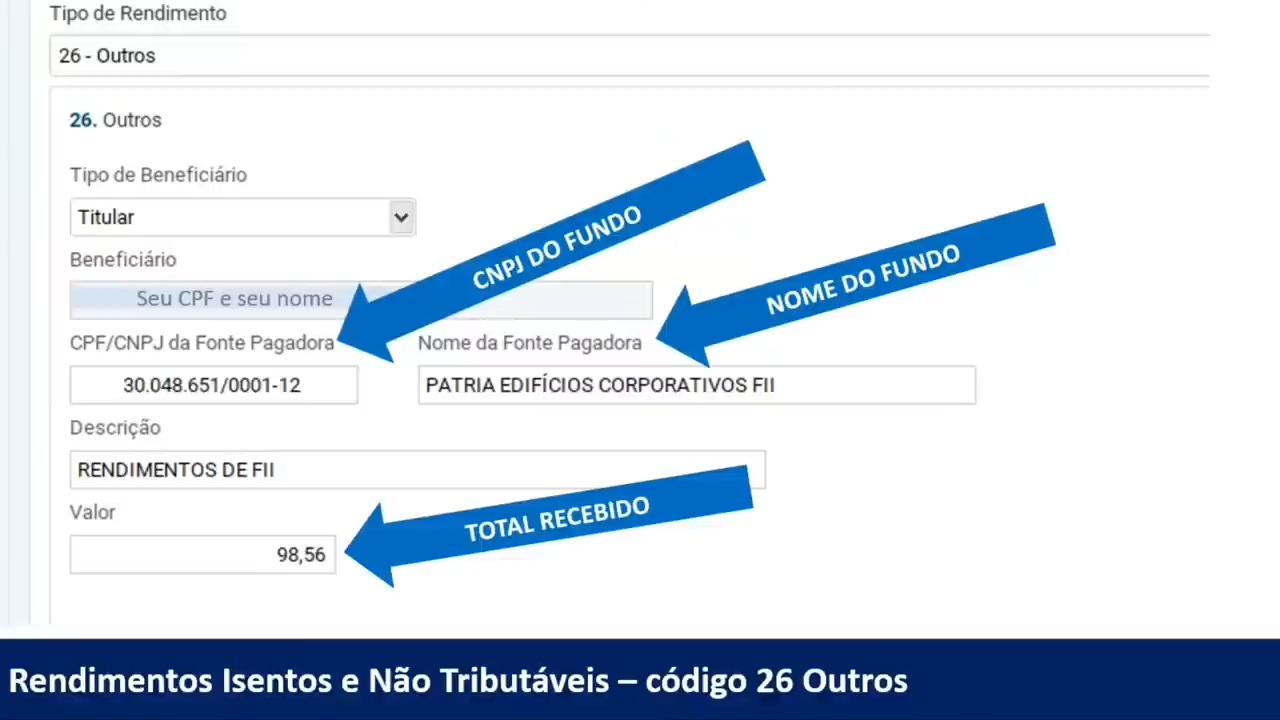 Tipo de Rendimento
26 - Outros
26. Outros
Tipo de Beneficiário
Titular
Beneficiário
Seu CPF e seu nome
CNPJ DO FUNDO
NOME DO FUNDO
CPF/CNPJ da Fonte Pagadora
Nome da Fonte Pagadora
30.048.651/0001-12
PATRIA EDIFÍCIOS CORPORATIVOS FII
Descrição
RENDIMENTOS DE FII
Valor
TOTAL RECEBIDO
98,56
Rendimentos Isentos e Não Tributáveis – código 26 Outros